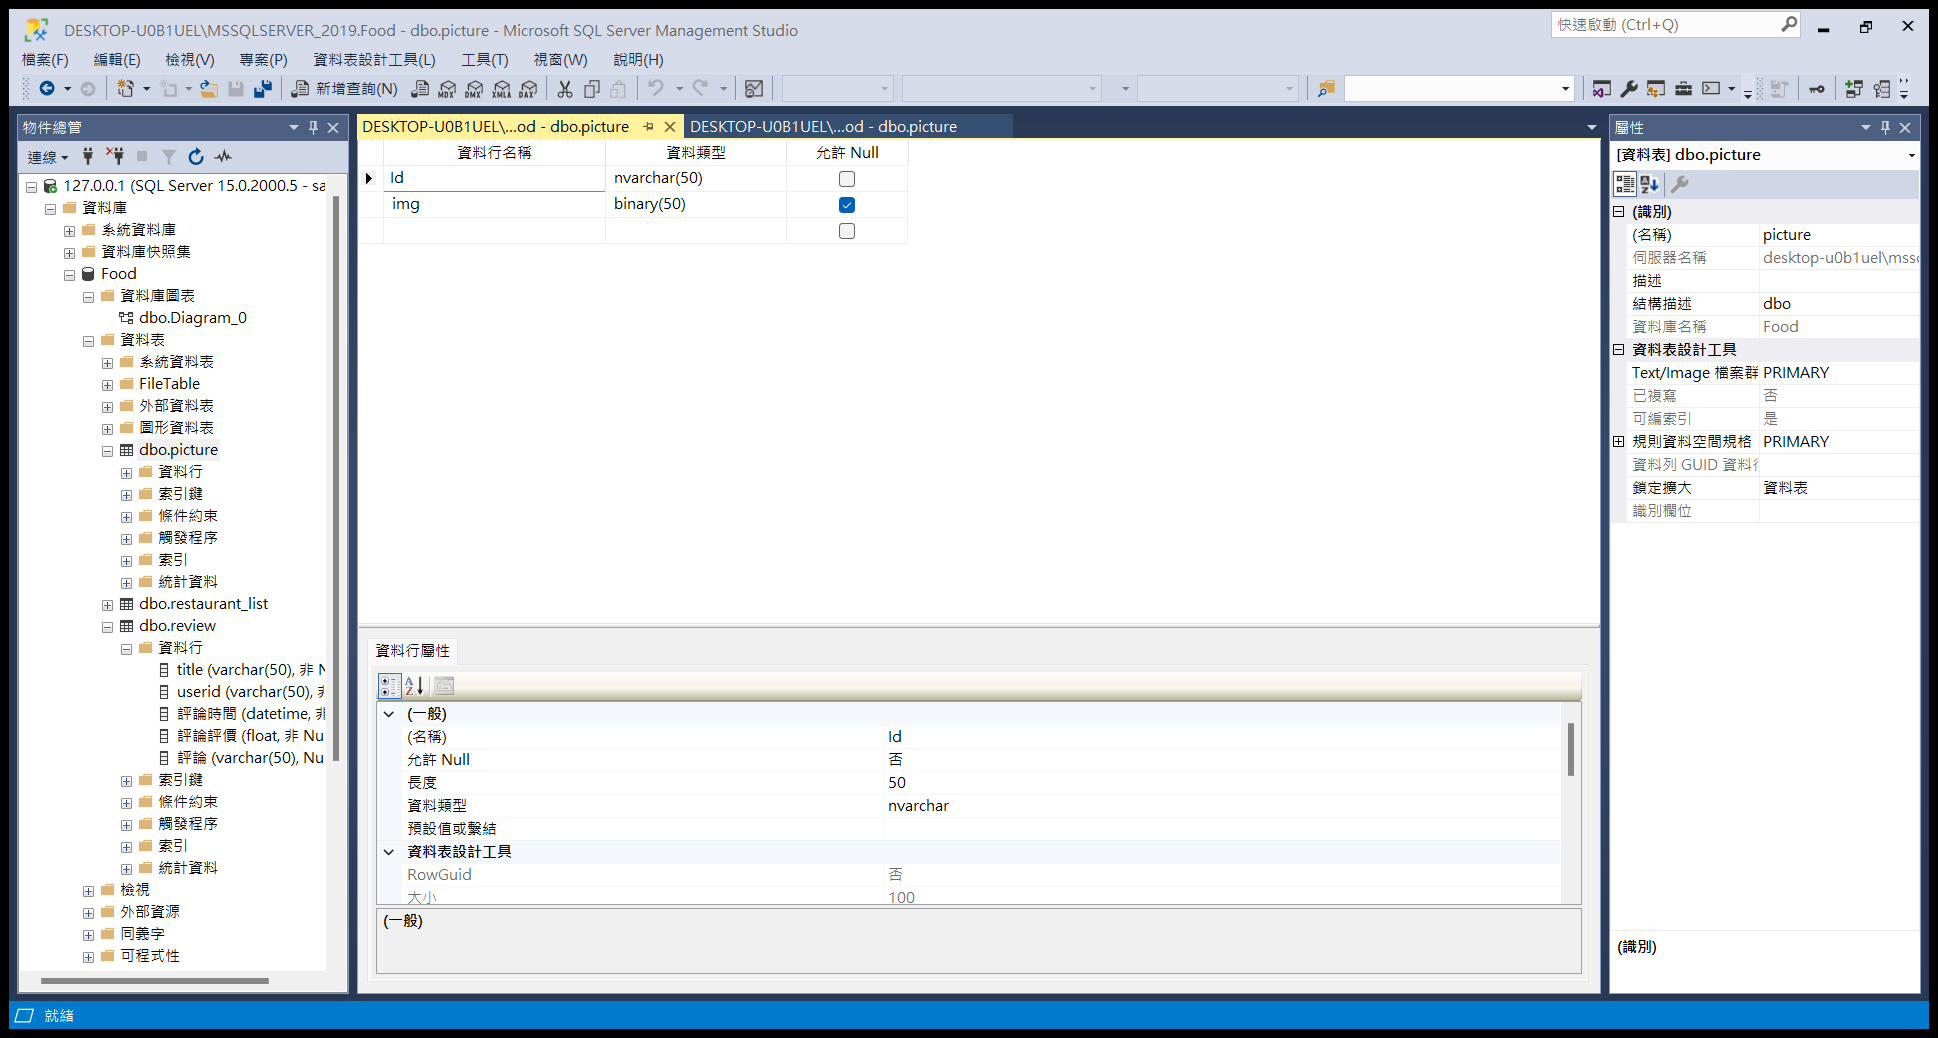 DESKTOP-U0B1UEL\MSSQLSERVER_2019.Food - dbo.picture - Microsoft SQL Server Management Studio
快速啟動 (Ctrl+Q)
檔案(F) 編輯(E) 檢視(V) 專案(P) 資料表設計工具(L) 工具(T) 視窗(W) 說明(H)
新增查詢(N) MDX DMX XMLA DAX
物件總管
連線
127.0.0.1 (SQL Server 15.0.2000.5 - sa
資料庫
系統資料庫
資料庫快照集
Food
資料庫圖表
dbo.Diagram_0
資料表
系統資料表
FileTable
外部資料表
圖形資料表
dbo.picture
資料行
索引鍵
條件約束
觸發程序
索引
統計資料
dbo.restaurant_list
dbo.review
資料行
title (varchar(50), 非 N
userid (varchar(50), 非
評論時間 (datetime, 非
評論評價 (float, 非 Nu
評論 (varchar(50), Nu
索引鍵
條件約束
觸發程序
索引
統計資料
檢視
外部資源
同義字
可程式性
DESKTOP-U0B1UEL\...od - dbo.picture DESKTOP-U0B1UEL\...od - dbo.picture
資料行名稱 資料類型 允許 Null
Id nvarchar(50)
img binary(50)
資料行屬性
(一般)
(名稱) Id
允許 Null 否
長度 50
資料類型 nvarchar
預設值或繫結
資料表設計工具
RowGuid 否
大小 100
(一般)
屬性
[資料表] dbo.picture
(識別)
(名稱) picture
伺服器名稱 desktop-u0b1uel\mss
描述
結構描述 dbo
資料庫名稱 Food
資料表設計工具
Text/Image 檔案群 PRIMARY
已複寫 否
可編索引 是
規則資料空間規格 PRIMARY
資料列 GUID 資料行
鎖定擴大 資料表
識別欄位
(識別)
就緒